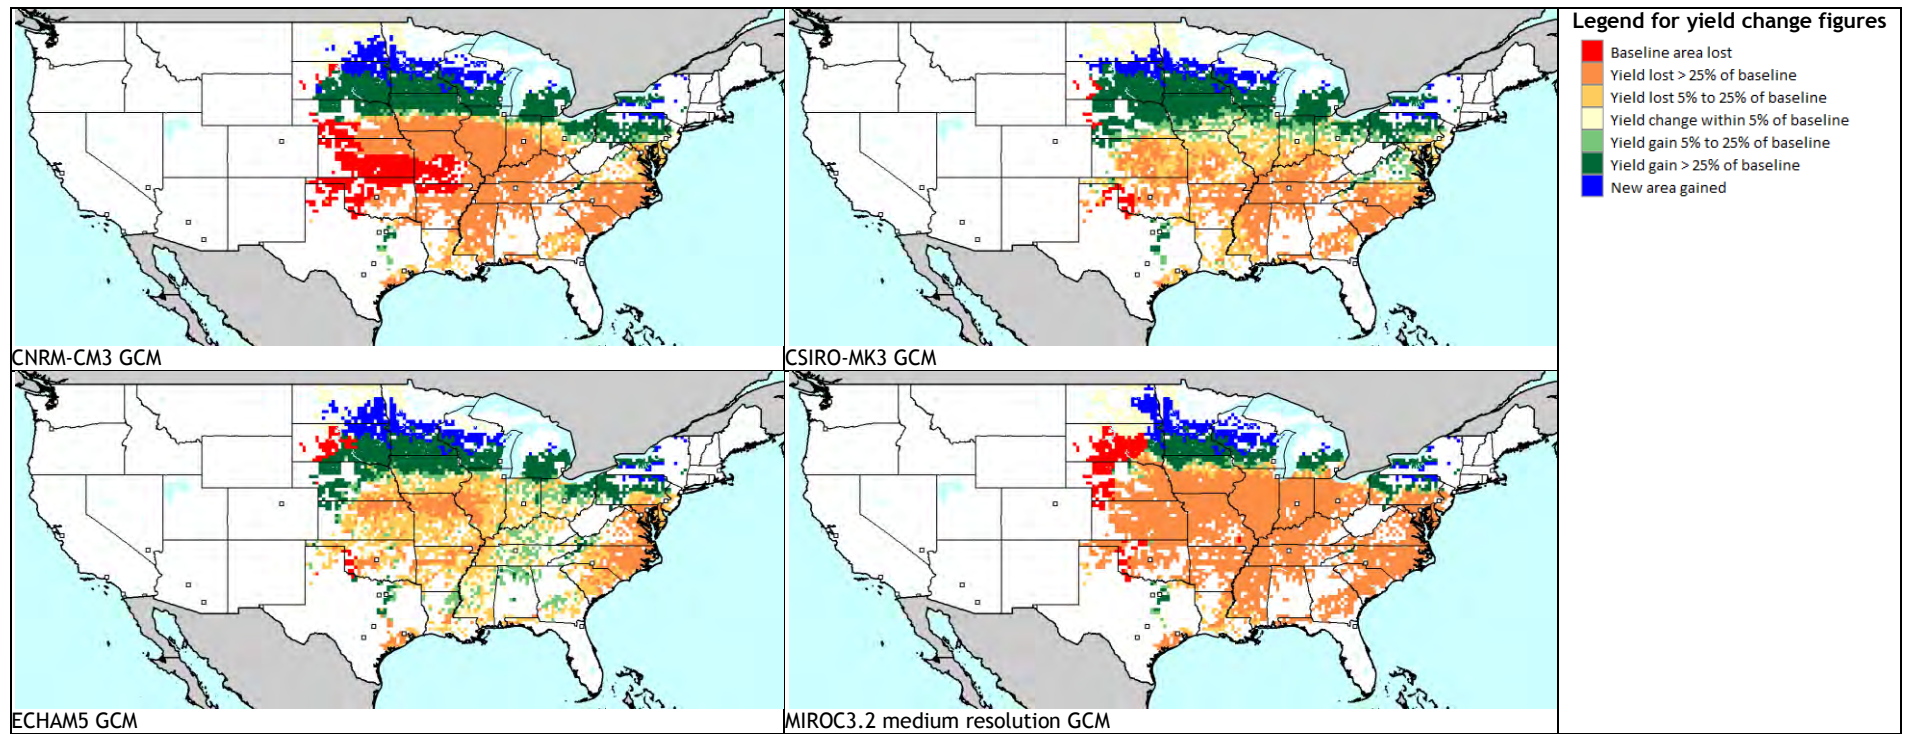 Legend for yield change figures
Baseline area lost
Yield lost > 25% of baseline
Yield lost 5% to 25% of baseline
Yield change within 5% of baseline
Yield gain 5% to 25% of baseline
Yield gain > 25% of baseline
New area gained
CNRM-CM3 GCM
CSIRO-MK3 GCM
ECHAM5 GCM
MIROC3.2 medium resolution GCM